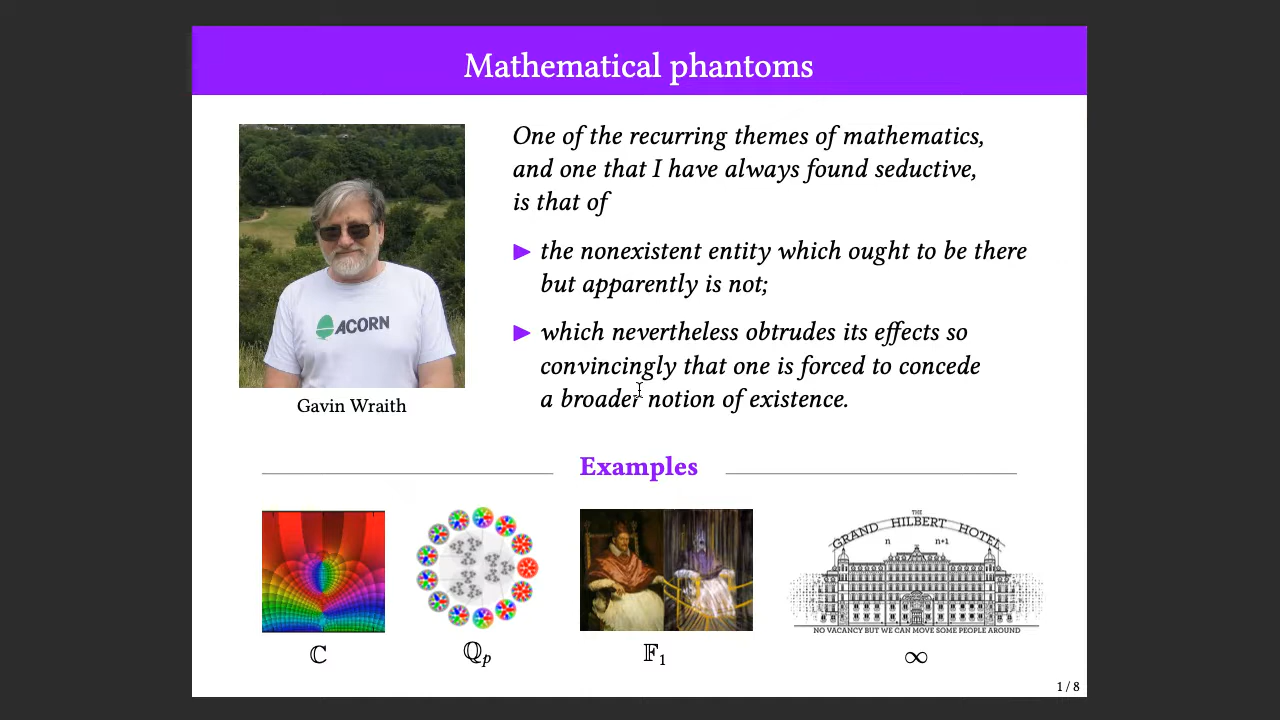 Mathematical phantoms
One of the recurring themes of mathematics,
and one that I have always found seductive,
is that of
▶ the nonexistent entity which ought to be there
but apparently is not;
▶ which nevertheless obtrudes its effects so
convincingly that one is forced to concede
a broader notion of existence.
ACORN
Gavin Wraith
Examples
THE
GRAND HILBERT HOTEL
n n+1
NO VACANCY BUT WE CAN MOVE SOME PEOPLE AROUND
ℂ
ℚₚ
𝔽₁
∞
1 / 8